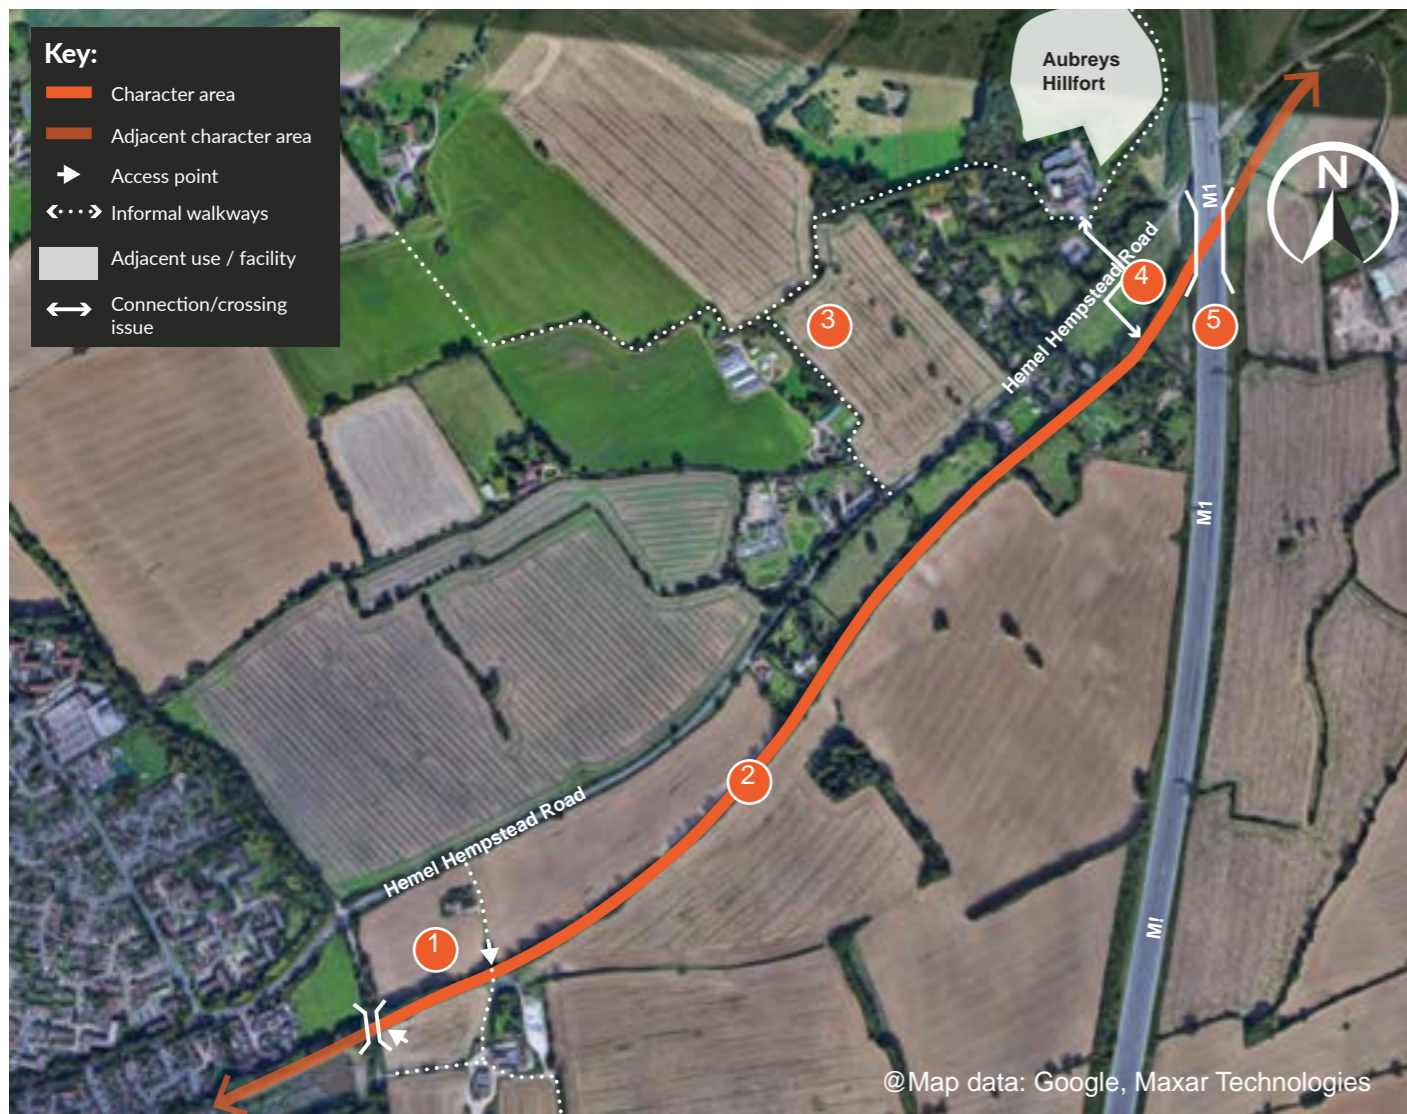 Key:
Character area
Adjacent character area
Access point
Informal walkways
Adjacent use / facility
Connection/crossing
issue
Aubreys
Hillfort
N
M1
Hemel Hempstead Road
4
5
3
M1
2
Hemel Hempstead Road
1
M!
@Map data: Google, Maxar Technologies